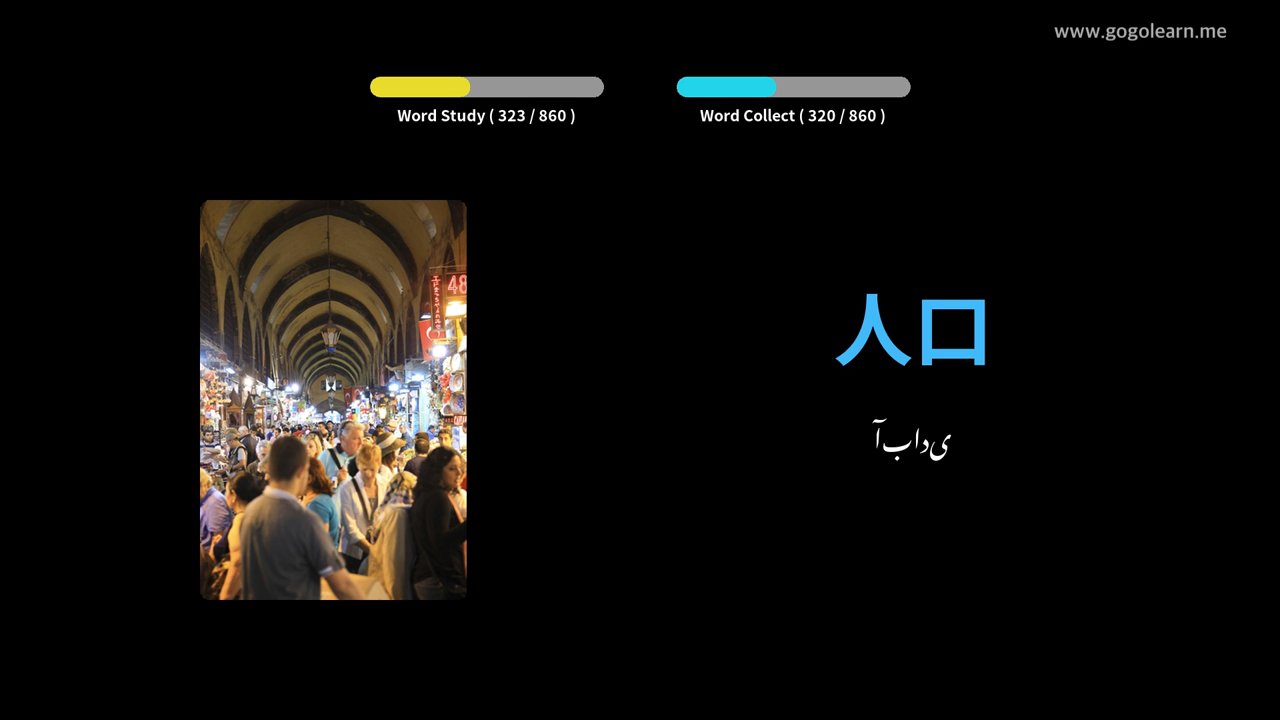 www.gogolearn.me
Word Study ( 323 / 860 )
Word Collect ( 320 / 860 )
48
人口
آبادی